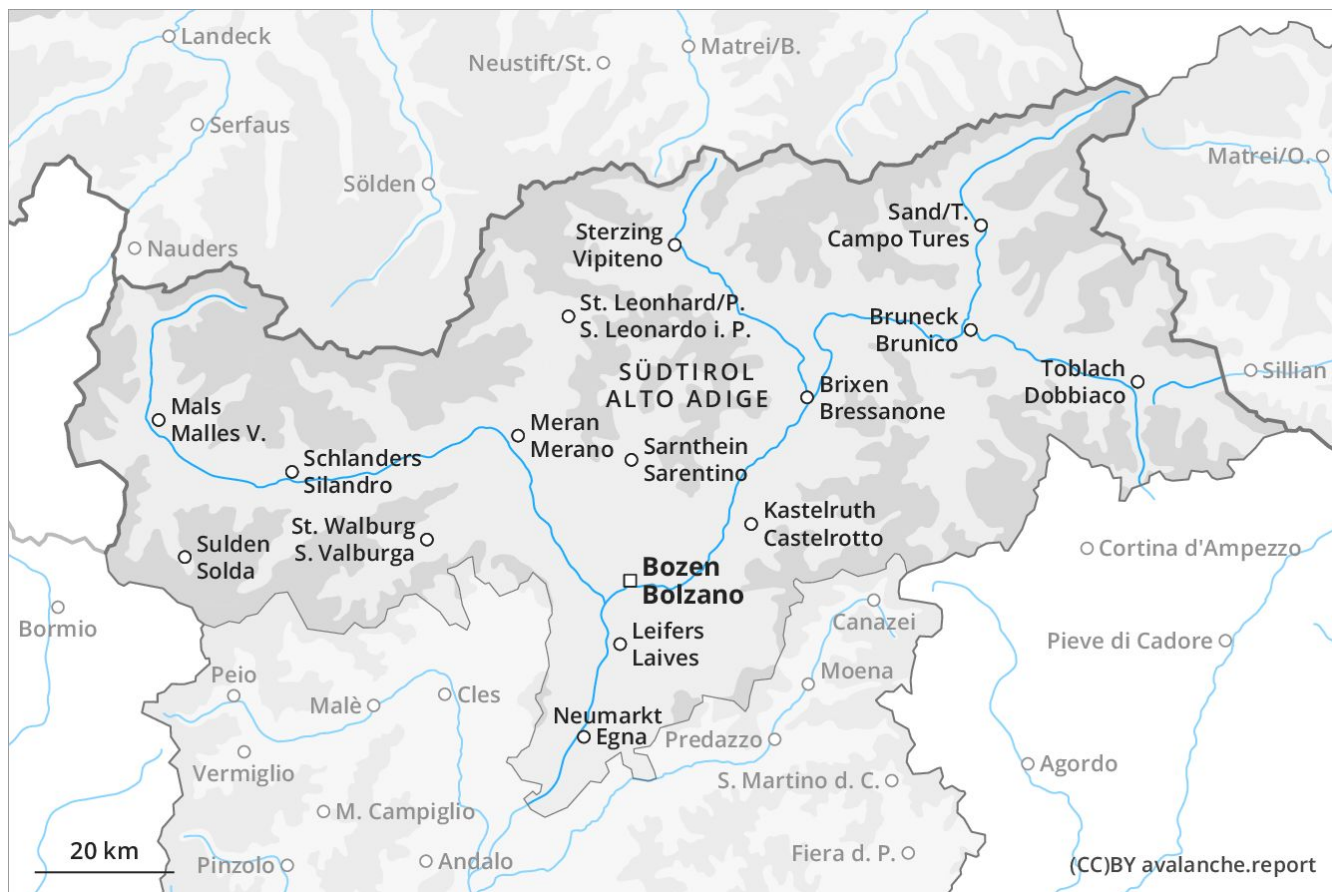 Landeck
Neustift/St.
Matrei/B.
Serfaus
Matrei/O.
Sölden
Nauders
Sterzing
Vipiteno
Sand/T.
Campo Tures
St. Leonhard/P.
S. Leonardo i. P.
Bruneck
Brunico
SÜDTIROL
ALTO ADIGE
Toblach
Dobbiaco
Sillian
Brixen
Bressanone
Mals
Malles V.
Meran
Merano
Sarnthein
Sarentino
Schlanders
Silandro
St. Walburg
S. Valburga
Kastelruth
Castelrotto
Sulden
Solda
Cortina d'Ampezzo
Bozen
Bolzano
Bormio
Canazei
Leifers
Laives
Pieve di Cadore
Peio
Moena
Malè
Cles
Neumarkt
Egna
Predazzo
Vermiglio
Agordo
S. Martino d. C.
M. Campiglio
20 km
Pinzolo
Andalo
Fiera d. P.
(CC)BY avalanche.report